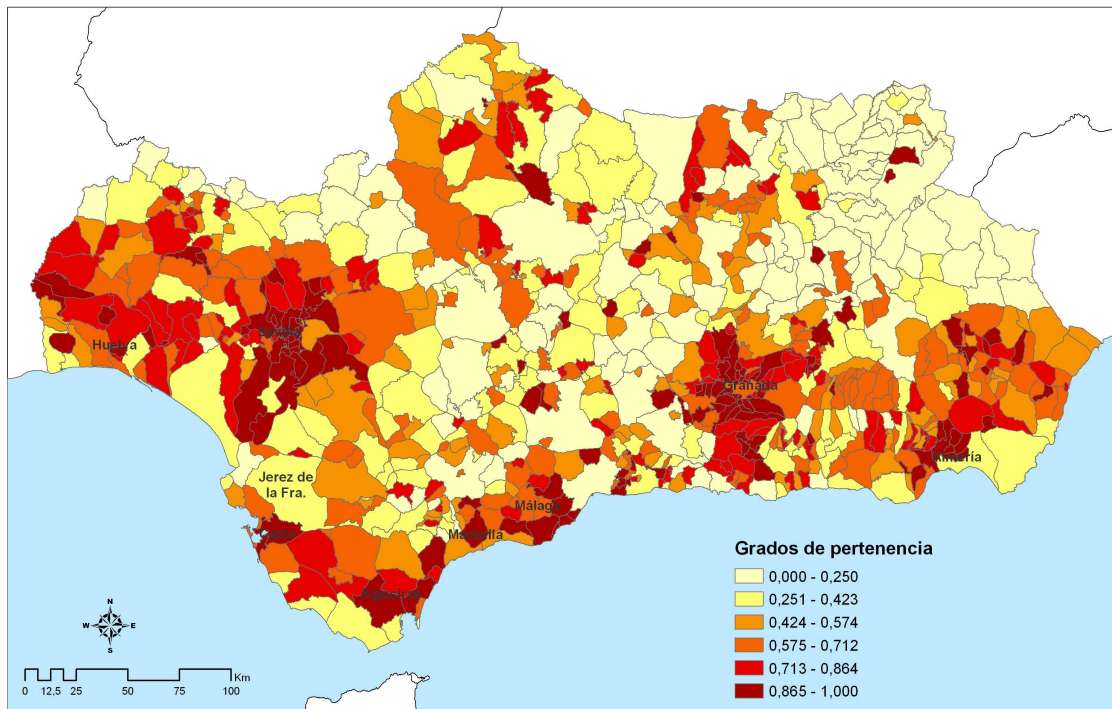 Sevilla
Huelva
Granada
Almería
Jerez de
la Fra.
Málaga
Cádiz
Marbella
Algeciras
Grados de pertenencia
0,000 - 0,250
0,251 - 0,423
0,424 - 0,574
0,575 - 0,712
0,713 - 0,864
0,865 - 1,000
N
W E
S
Km
0 12,5 25 50 75 100